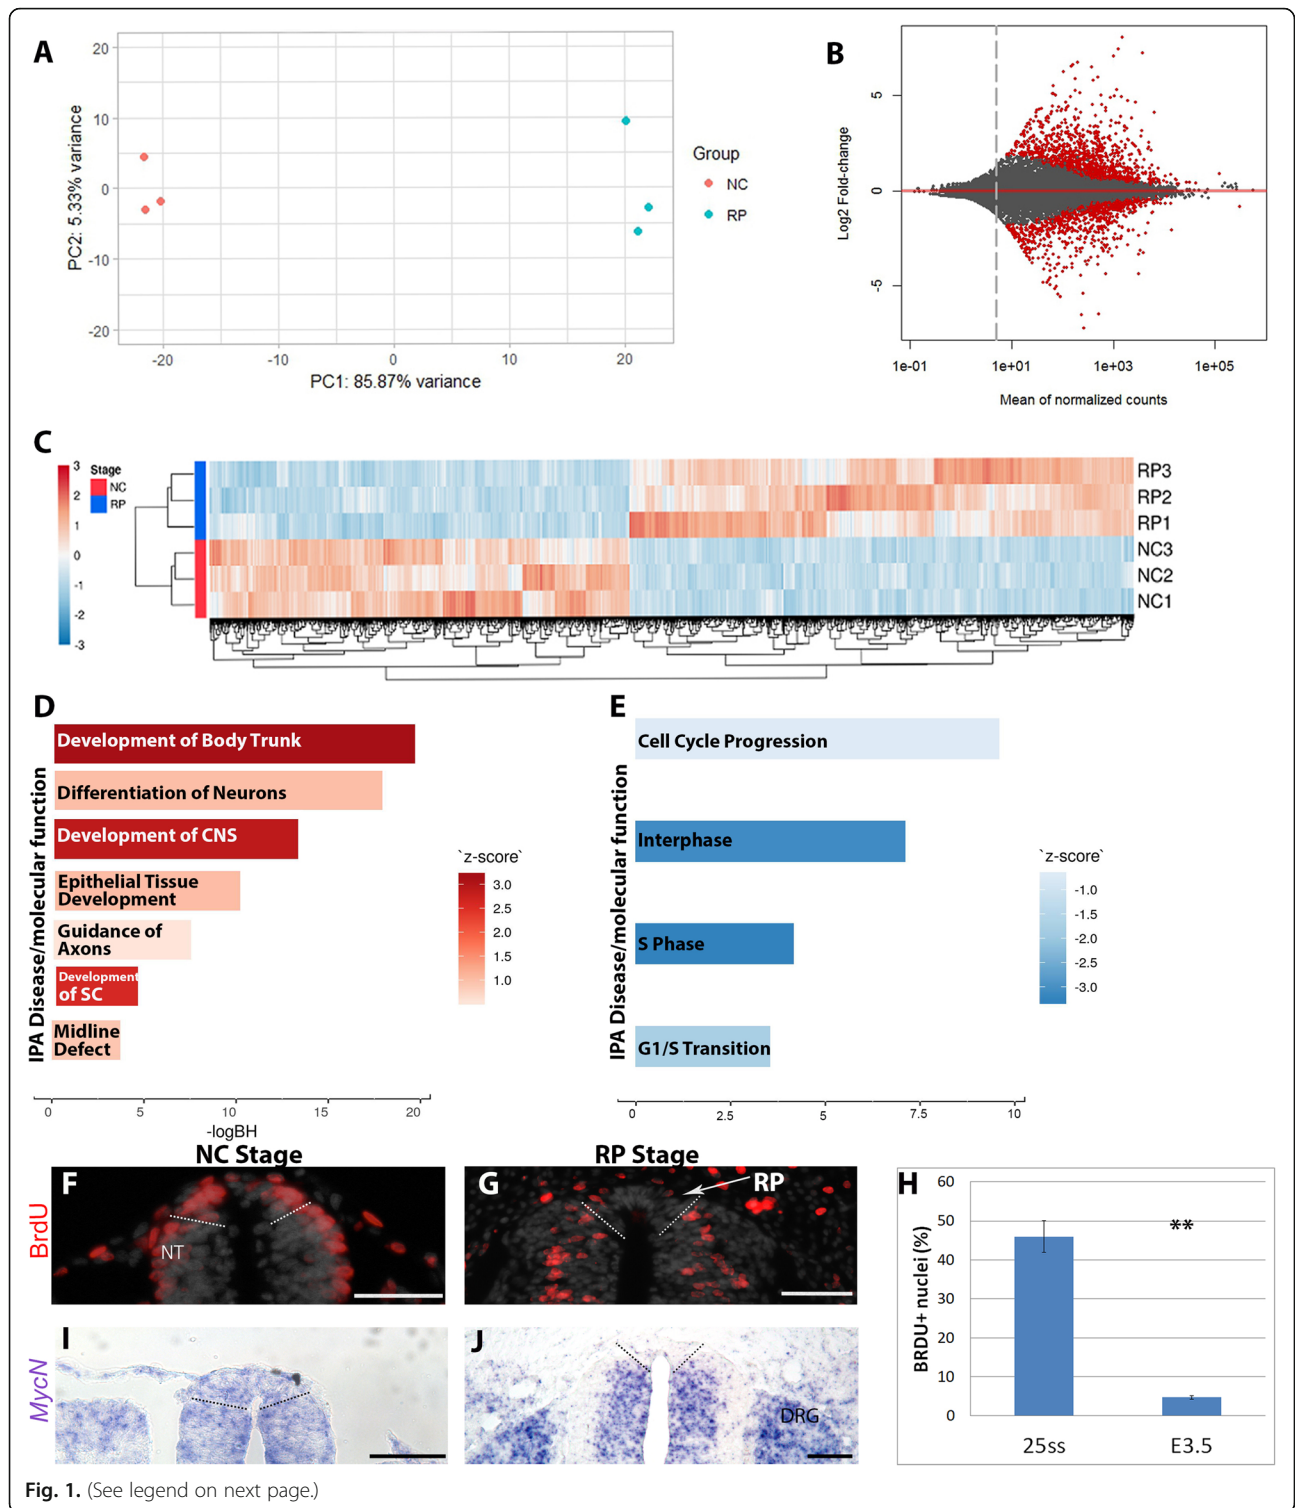 A
20
10
0
-10
-20
PC2: 5.33% variance
-20
-10
0
10
20
PC1: 85.87% variance
Group
NC
RP
B
5
0
-5
Log2 Fold-change
1e-01
1e+01
1e+03
1e+05
Mean of normalized counts
C
3
2
1
0
-1
-2
-3
Stage
NC
RP
RP3
RP2
RP1
NC3
NC2
NC1
D
IPA Disease/molecular function
Development of Body Trunk
Differentiation of Neurons
Development of CNS
Epithelial Tissue
Development
Guidance of
Axons
Development
of SC
Midline
Defect
`z-score`
3.0
2.5
2.0
1.5
1.0
0
5
10
15
20
-logBH
E
IPA Disease/molecular function
Cell Cycle Progression
Interphase
S Phase
G1/S Transition
`z-score`
-1.0
-1.5
-2.0
-2.5
-3.0
0
2.5
5
7.5
10
NC Stage
RP Stage
BrdU
F
NT
G
RP
H
60
50
40
30
20
10
0
BRDU+ nuclei (%)
**
25ss
E3.5
MycN
I
J
DRG
Fig. 1. (See legend on next page.)